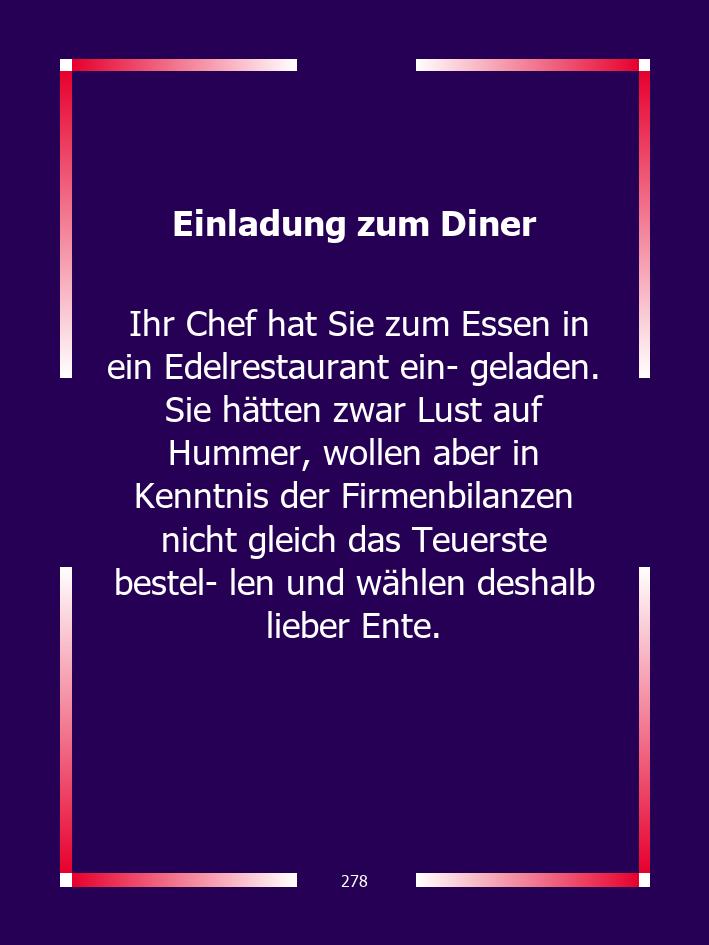 Einladung zum Diner
Ihr Chef hat Sie zum Essen in
ein Edelrestaurant ein- geladen.
Sie hätten zwar Lust auf
Hummer, wollen aber in
Kenntnis der Firmenbilanzen
nicht gleich das Teuerste
bestel- len und wählen deshalb
lieber Ente.
278